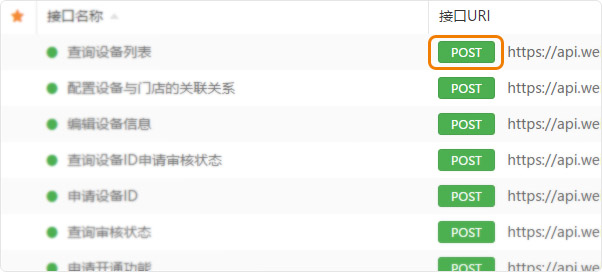 接口名称 接口URI
查询设备列表 POST https://api.we
配置设备与门店的关联关系 POST https://api.we
编辑设备信息 POST https://api.we
查询设备ID申请审核状态 POST https://api.we
申请设备ID POST https://api.we
查询审核状态 POST https://api.we
申请开通功能 POST https://api.we